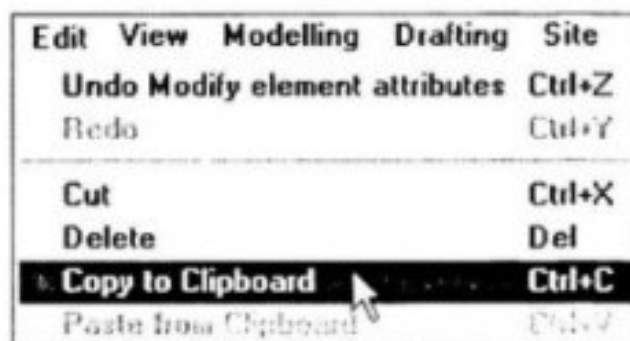 Edit View Modelling Drafting Site
Undo Modify element attributes Ctrl+Z
Redo Ctrl+Y
Cut Ctrl+X
Delete Del
Copy to Clipboard Ctrl+C
Paste from Clipboard Ctrl+V